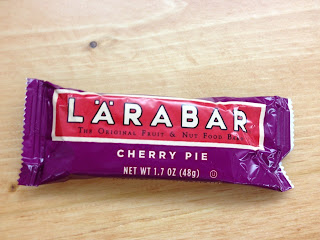 LÄRABAR
The Original Fruit & Nut Food Bar
CHERRY PIE
NET WT 1.7 OZ (48g)